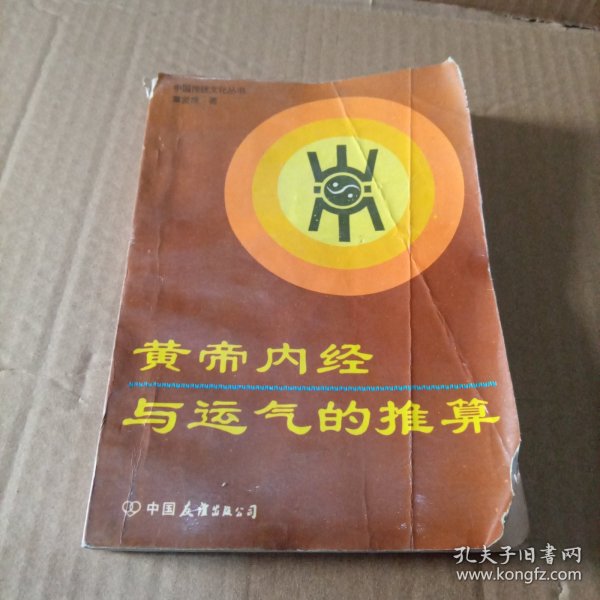 中国传统文化丛书
著
黄帝内经
与运气的推算
中国友谊出版公司
孔夫子旧书网
www.kongfz.com